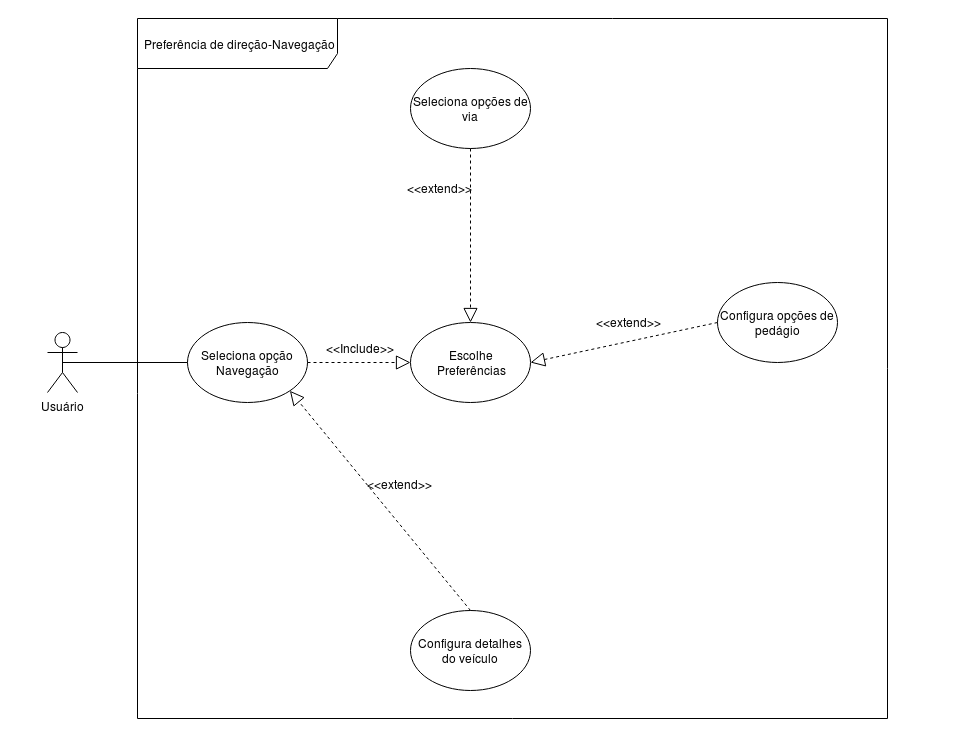 Preferência de direção-Navegação
Seleciona opções de
via
<<extend>>
Configura opções de
pedágio
<<extend>>
<<Include>>
Seleciona opção
Navegação
Escolhe
Preferências
Usuário
<<extend>>
Configura detalhes
do veículo